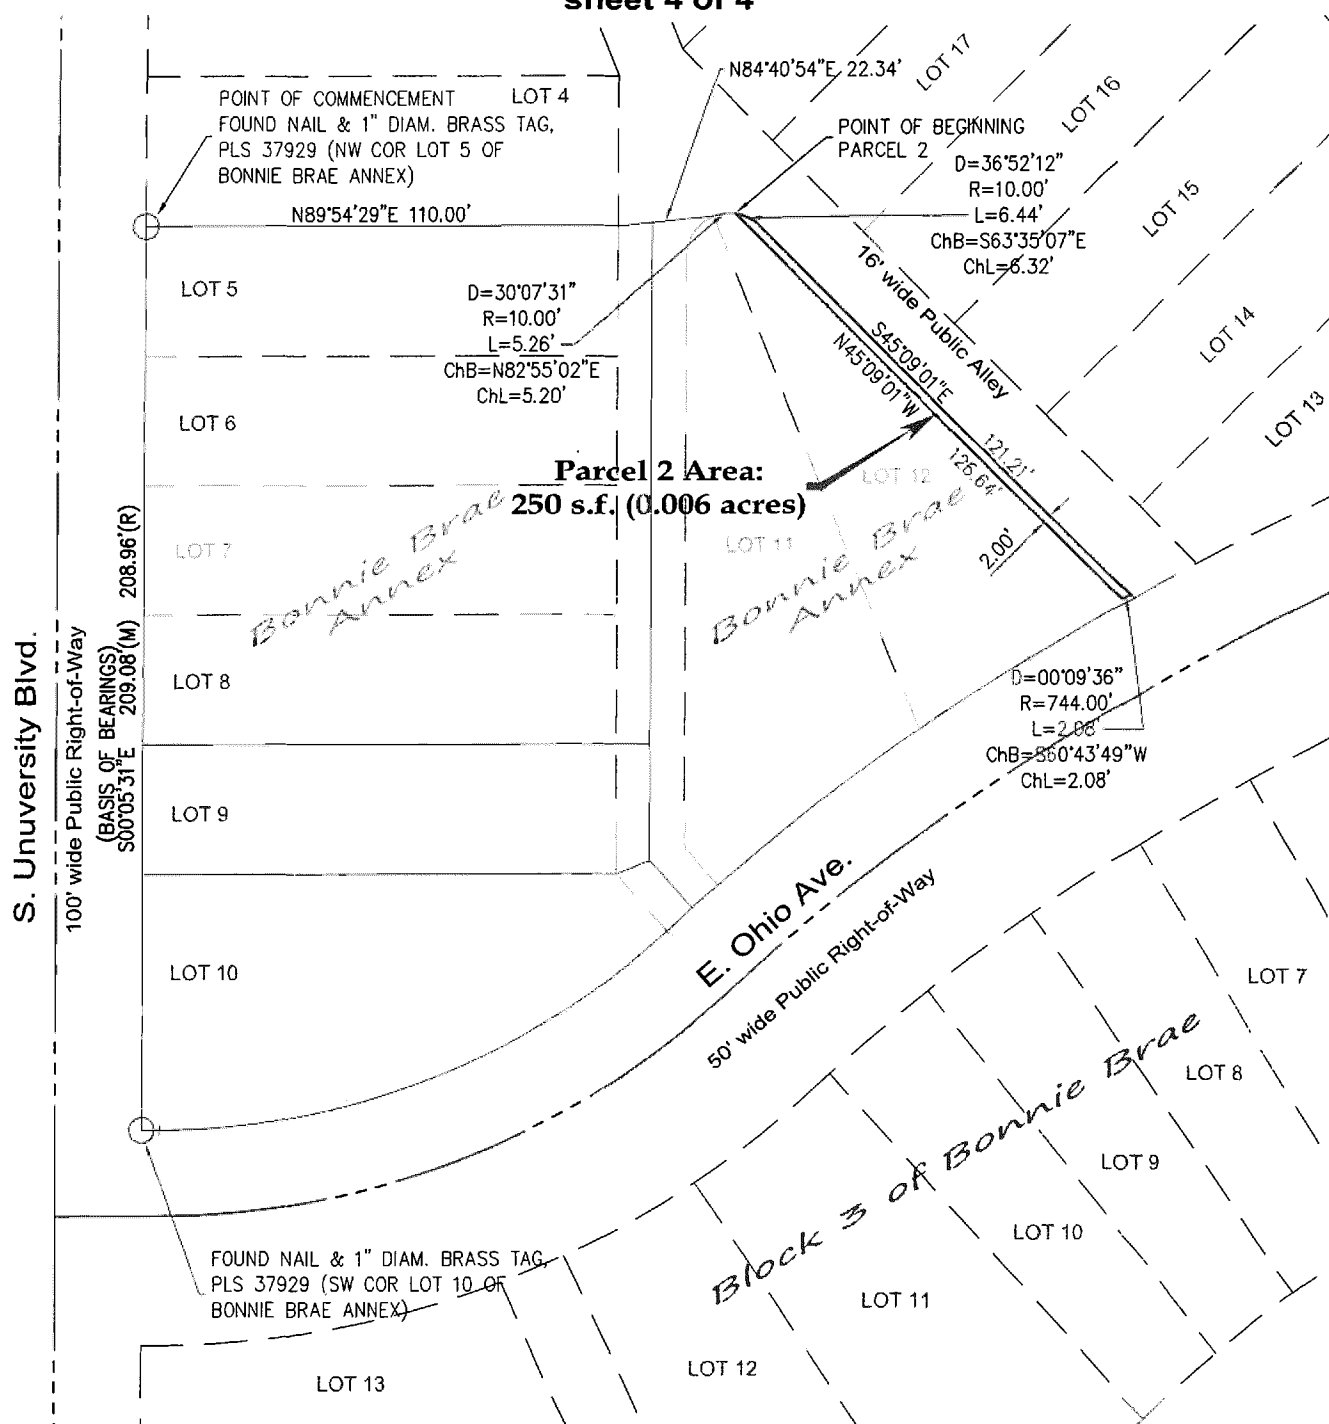 sheet 4 of 4
N84°40'54"E 22.34'
LOT 17
LOT 16
LOT 15
LOT 14
LOT 13
POINT OF COMMENCEMENT
FOUND NAIL & 1" DIAM. BRASS TAG,
PLS 37929 (NW COR LOT 5 OF
BONNIE BRAE ANNEX)
LOT 4
POINT OF BEGINNING
PARCEL 2
D=36°52'12"
R=10.00'
L=6.44'
ChB=S63°35'07"E
ChL=6.32'
N89°54'29"E 110.00'
16' wide Public Alley
LOT 5
D=30°07'31"
R=10.00'
L=5.26'
ChB=N82°55'02"E
ChL=5.20'
S45°09'01"E
N45°09'01"W
121.21'
126.64'
2.00'
LOT 6
Parcel 2 Area:
250 s.f. (0.006 acres)
LOT 12
LOT 11
LOT 7
Bonnie Brae
Annex
Bonnie Brae
Annex
S. Unuversity Blvd.
100' wide Public Right-of-Way
(BASIS OF BEARINGS)
S00°05'31"E 209.08'(M) 208.96'(R)
LOT 8
D=00°09'36"
R=744.00'
L=2.08'
ChB=S60°43'49"W
ChL=2.08'
LOT 9
E. Ohio Ave.
50' wide Public Right-of-Way
LOT 10
LOT 7
LOT 8
LOT 9
LOT 10
Block 3 of Bonnie Brae
FOUND NAIL & 1" DIAM. BRASS TAG,
PLS 37929 (SW COR LOT 10 OF
BONNIE BRAE ANNEX)
LOT 11
LOT 12
LOT 13